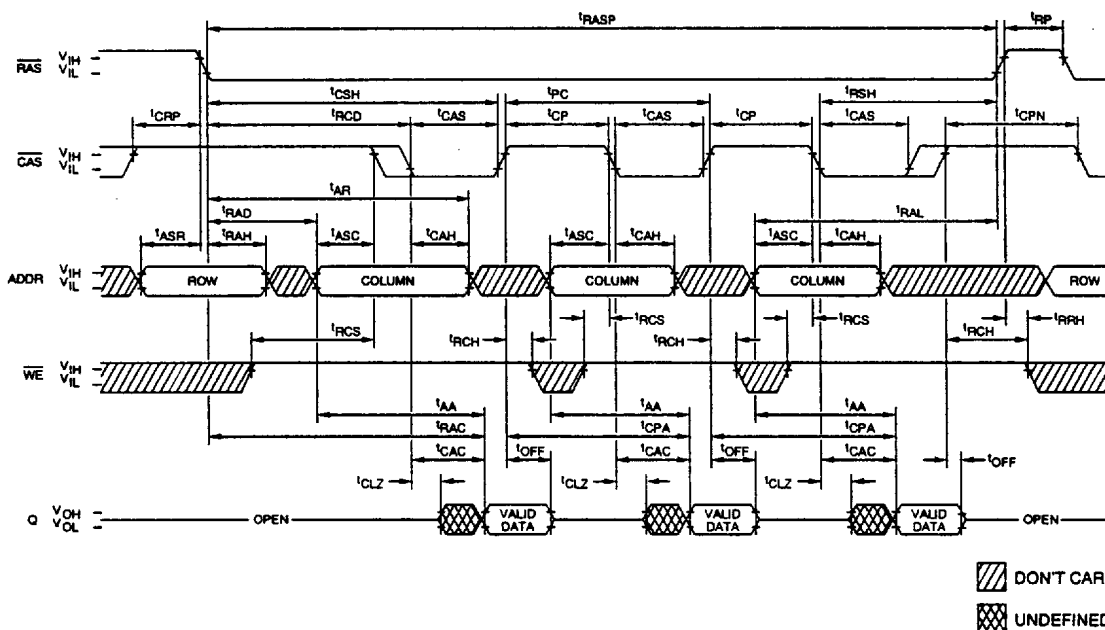 tRASP tRP
RAS VIH
VIL
tCSH tPC tRSH
tCRP tRCD tCAS tCP tCAS tCP tCAS tCPN
CAS VIH
VIL
tAR
tRAD tRAL
tASR tRAH tASC tCAH tASC tCAH tASC tCAH
ADDR VIH
VIL
ROW COLUMN COLUMN COLUMN ROW
tRCS tRCH tRCS tRCH tRCS tRCH tRRH
WE VIH
VIL
tAA tAA tAA
tRAC tCPA tCPA
tCAC tOFF tCAC tOFF tCAC tOFF
tCLZ tCLZ tCLZ
Q VOH
VOL
OPEN VALID DATA VALID DATA VALID DATA OPEN
DON'T CAR
UNDEFINED